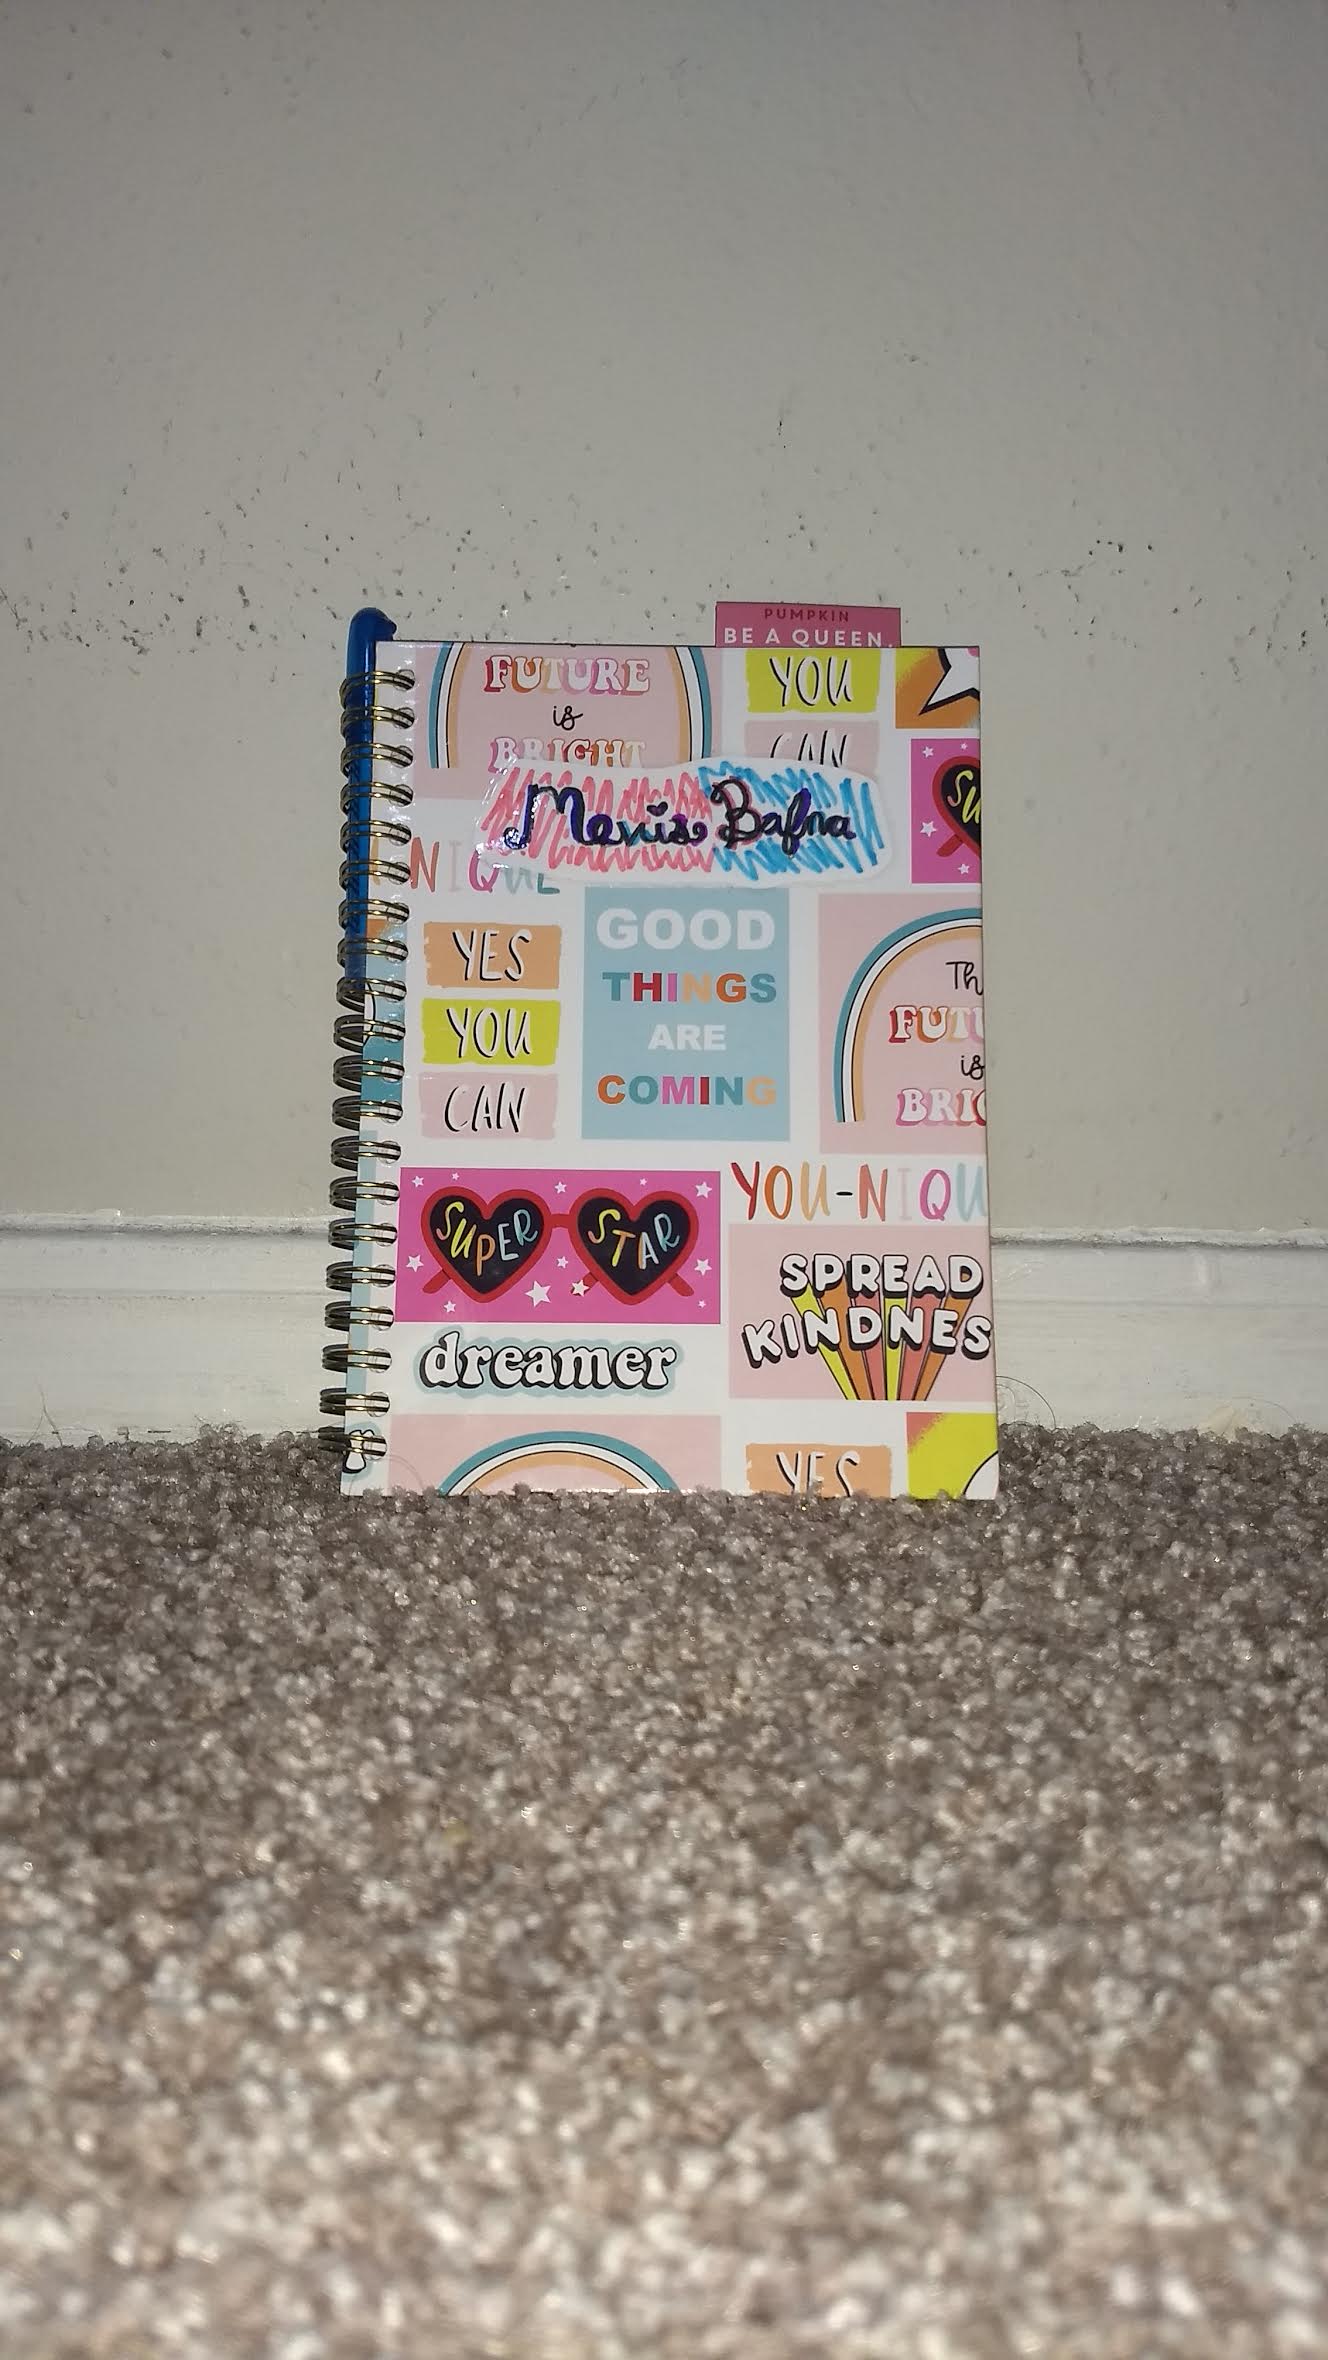 PUMPKIN
BE A QUEEN.
FUTURE
is
BRIGHT
YOU
CAN
Bafna
NIQUE
YES
YOU
CAN
GOOD
THINGS
ARE
COMING
Th
FUTU
is
BRIG
SUPER STAR
YOU-NIQU
SPREAD
KINDNES
dreamer
YES